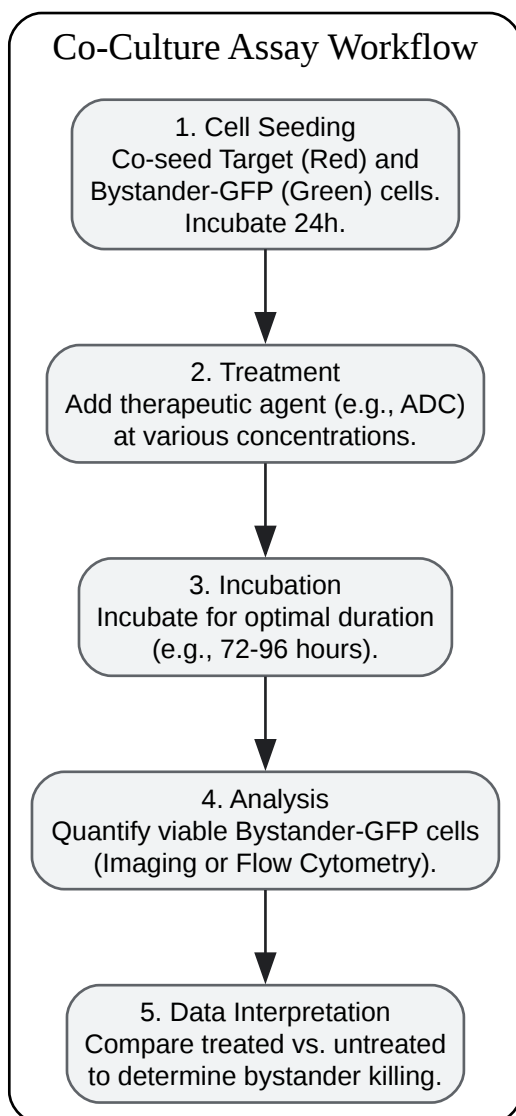 Co-Culture Assay Workflow
1. Cell Seeding
Co-seed Target (Red) and
Bystander-GFP (Green) cells.
Incubate 24h.
2. Treatment
Add therapeutic agent (e.g., ADC)
at various concentrations.
3. Incubation
Incubate for optimal duration
(e.g., 72-96 hours).
4. Analysis
Quantify viable Bystander-GFP cells
(Imaging or Flow Cytometry).
5. Data Interpretation
Compare treated vs. untreated
to determine bystander killing.